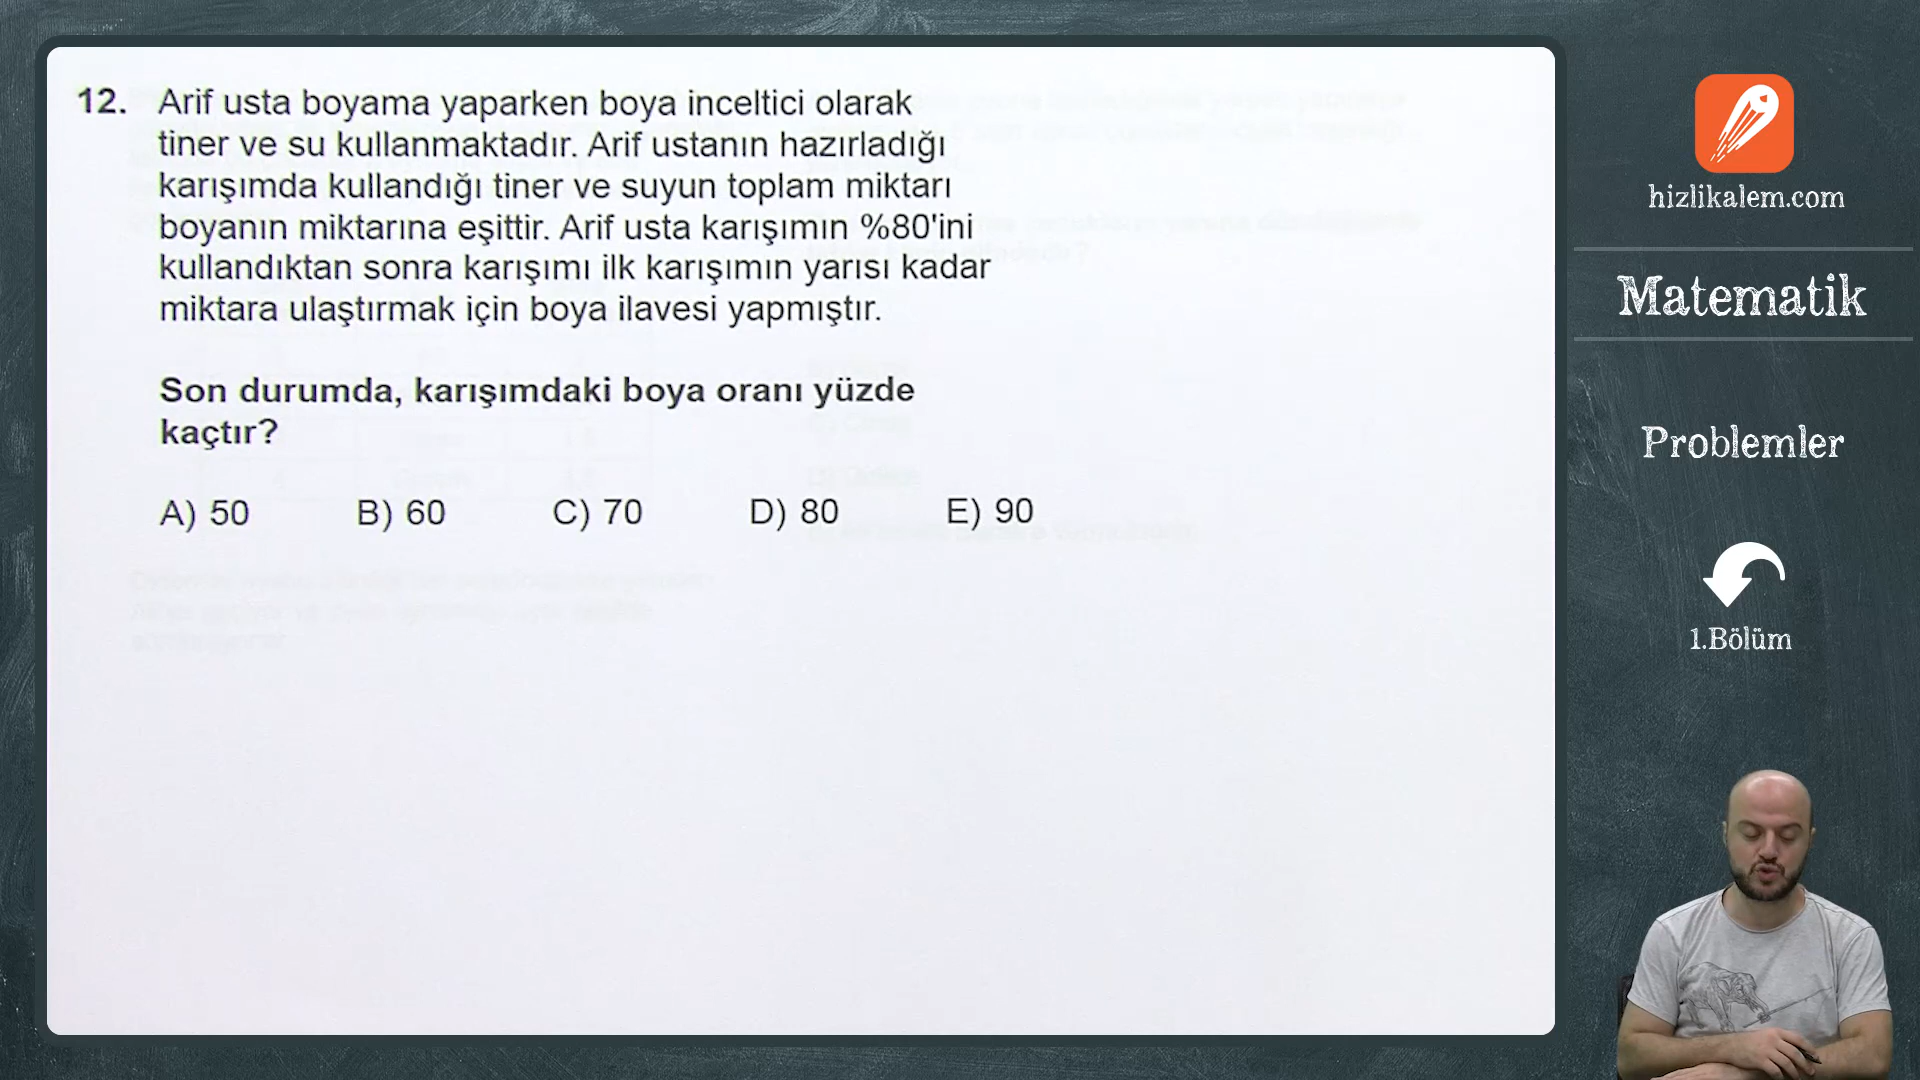 12. Arif usta boyama yaparken boya inceltici olarak
tiner ve su kullanmaktadır. Arif ustanın hazırladığı
karışımda kullandığı tiner ve suyun toplam miktarı
boyanın miktarına eşittir. Arif usta karışımın %80'ini
kullandıktan sonra karışımı ilk karışımın yarısı kadar
miktara ulaştırmak için boya ilavesi yapmıştır.
Son durumda, karışımdaki boya oranı yüzde
kaçtır?
A) 50 B) 60 C) 70 D) 80 E) 90
hizlikalem.com
Matematik
Problemler
1.Bölüm